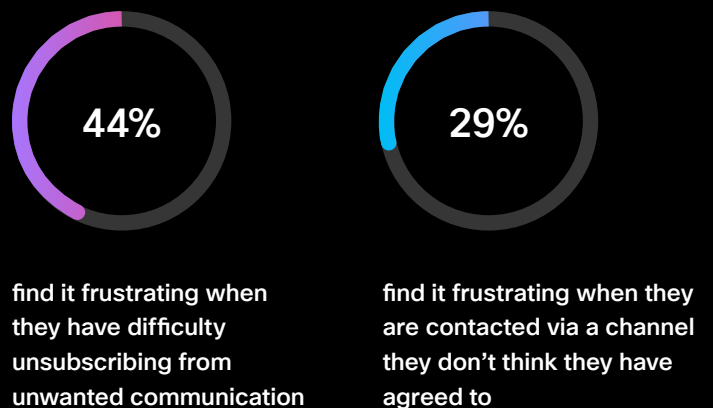 44%
find it frustrating when
they have difficulty
unsubscribing from
unwanted communication
29%
find it frustrating when they
are contacted via a channel
they don’t think they have
agreed to